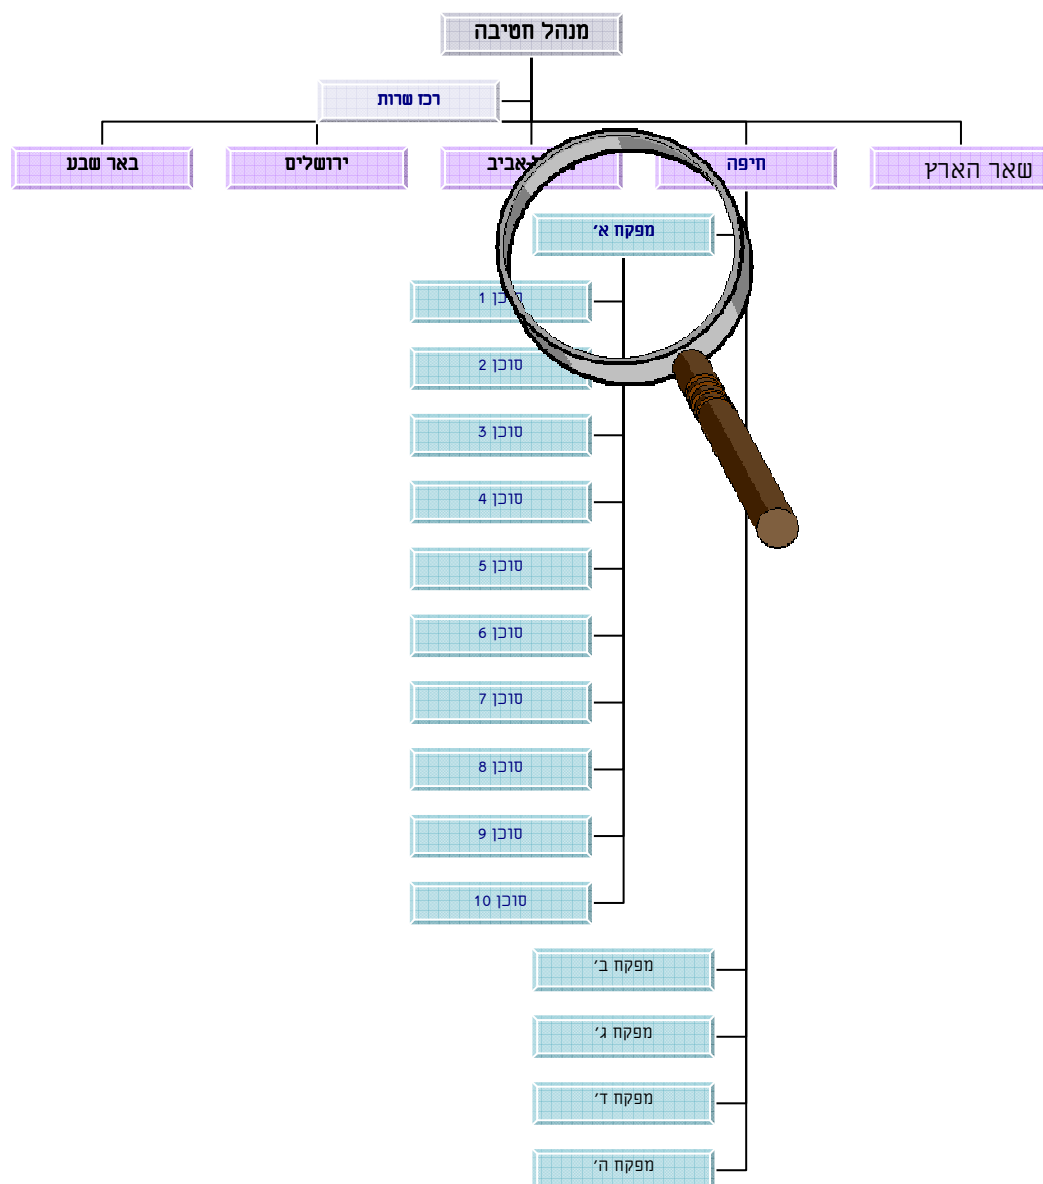 מנהל חטיבה
רכז שרות
שאר הארץ
חיפה
ירושלים
באר שבע
מפקח א׳
סוכן 2
סוכן 3
סוכן 4
סוכן 5
סוכן 6
סוכן 7
סוכן 8
סוכן 9
סוכן 10
מפקח ב׳
מפקח ג׳
מפקח ד׳
מפקח ה׳